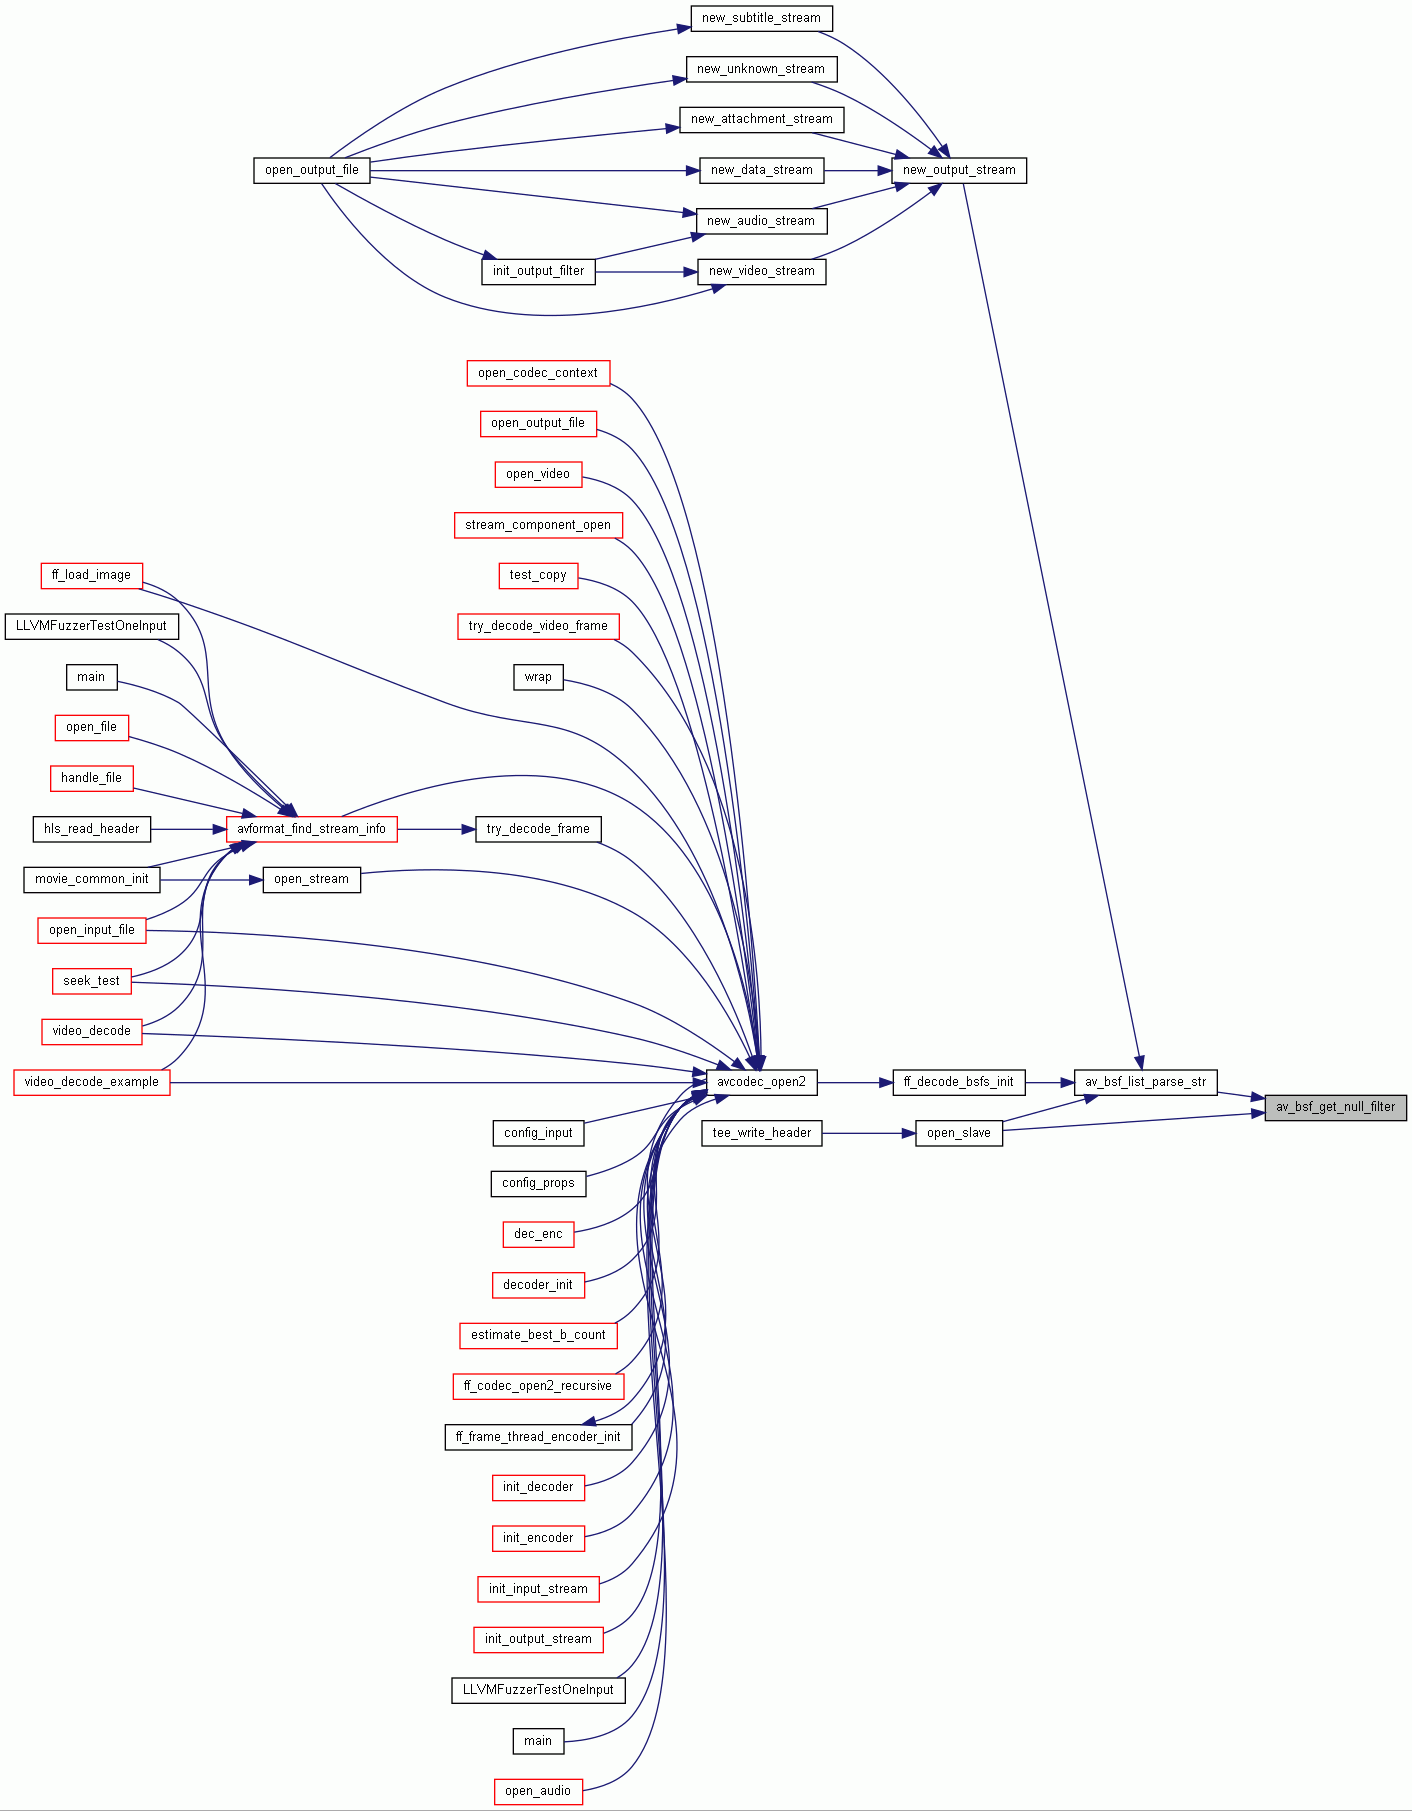 new_subtitle_stream
new_unknown_stream
new_attachment_stream
open_output_file
new_data_stream
new_output_stream
new_audio_stream
init_output_filter
new_video_stream
open_codec_context
open_output_file
open_video
stream_component_open
ff_load_image
test_copy
LLVMFuzzerTestOneInput
try_decode_video_frame
main
wrap
open_file
handle_file
hls_read_header
avformat_find_stream_info
try_decode_frame
movie_common_init
open_stream
open_input_file
seek_test
video_decode
video_decode_example
avcodec_open2
ff_decode_bsfs_init
av_bsf_list_parse_str
av_bsf_get_null_filter
config_input
tee_write_header
open_slave
config_props
dec_enc
decoder_init
estimate_best_b_count
ff_codec_open2_recursive
ff_frame_thread_encoder_init
init_decoder
init_encoder
init_input_stream
init_output_stream
LLVMFuzzerTestOneInput
main
open_audio